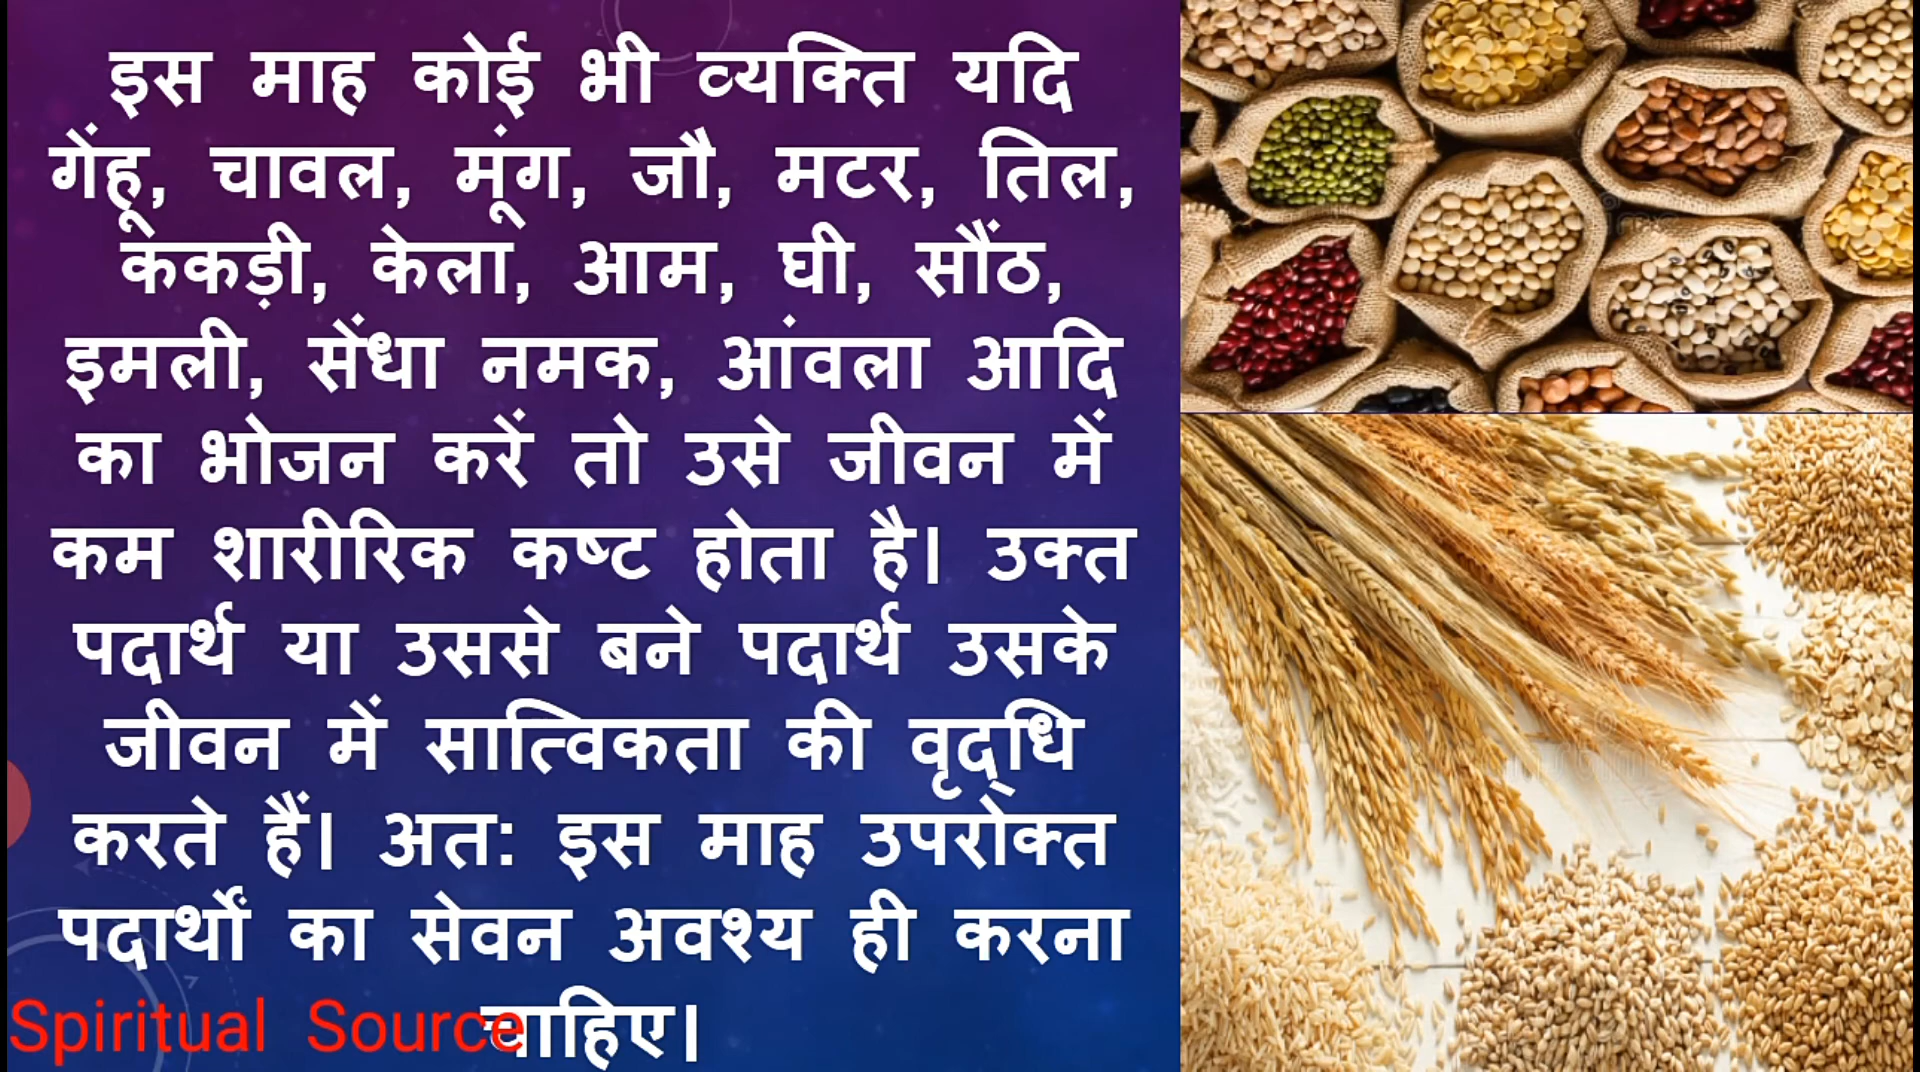 इस माह कोई भी व्यक्ति यदि
गेंहू, चावल, मूंग, जौ, मटर, तिल,
ककड़ी, केला, आम, घी, सौंठ,
इमली, सेंधा नमक, आंवला आदि
का भोजन करें तो उसे जीवन में
कम शारीरिक कष्ट होता है। उक्त
पदार्थ या उससे बने पदार्थ उसके
जीवन में सात्विकता की वृद्धि
करते हैं। अत: इस माह उपरोक्त
पदार्थों का सेवन अवश्य ही करना
चाहिए।
Spiritual Source